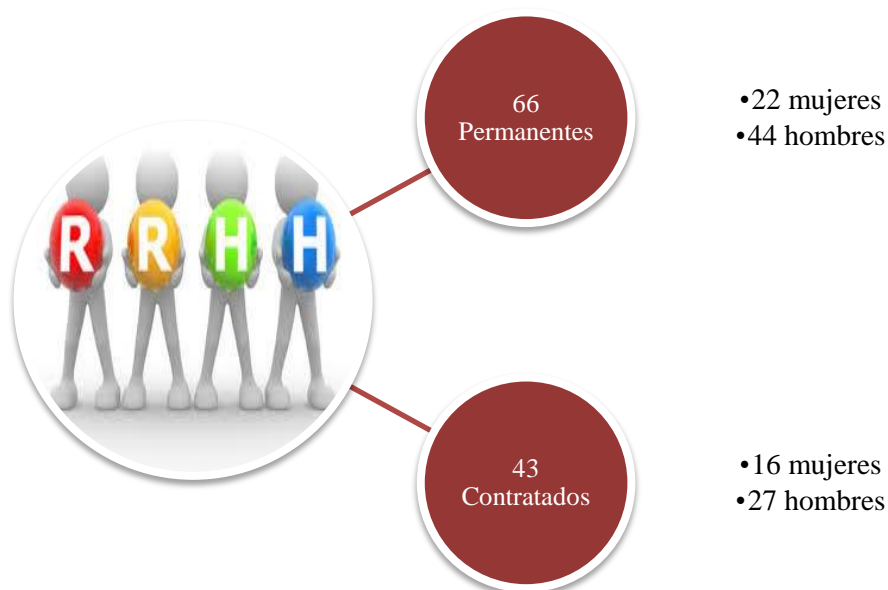 66
Permanentes
•22 mujeres
•44 hombres
R R H H
43
Contratados
•16 mujeres
•27 hombres